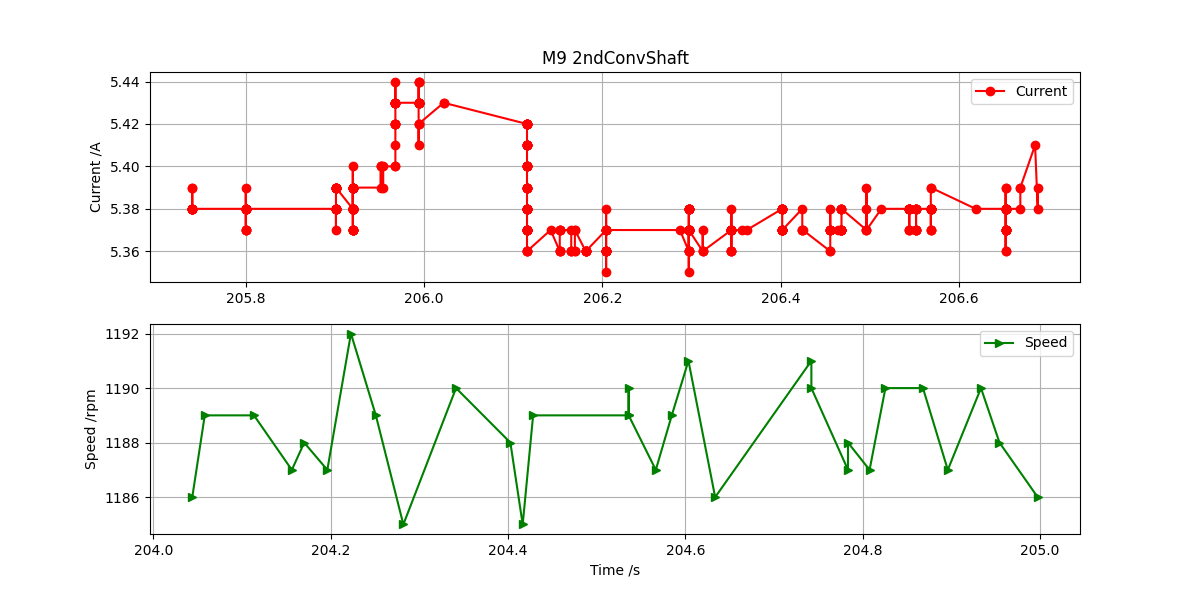 M9 2ndConvShaft
5.44
5.42
5.40
5.38
5.36
Current /A
Current
205.8 206.0 206.2 206.4 206.6
1192
1190
1188
1186
Speed /rpm
Speed
204.0 204.2 204.4 204.6 204.8 205.0
Time /s